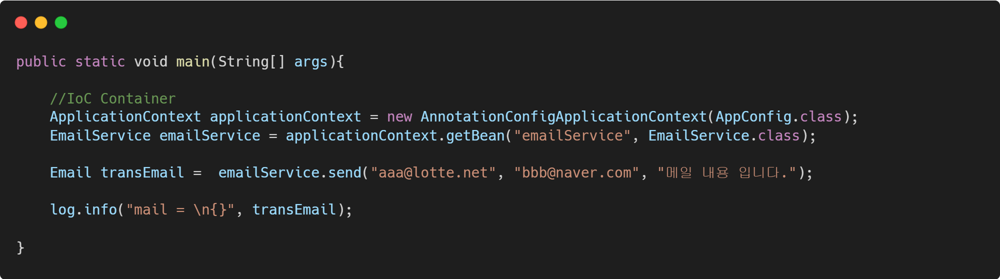 public static void main(String[] args){
//IoC Container
ApplicationContext applicationContext = new AnnotationConfigApplicationContext(AppConfig.class);
EmailService emailService = applicationContext.getBean("emailService", EmailService.class);
Email transEmail =  emailService.send("aaa@lotte.net", "bbb@naver.com", "메일 내용 입니다.");
log.info("mail = \n{}", transEmail);
}